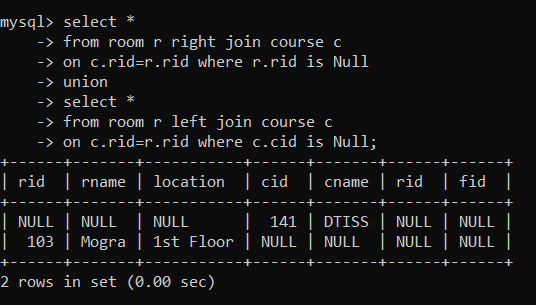 mysql> select *
    -> from room r right join course c
    -> on c.rid=r.rid where r.rid is Null
    -> union
    -> select *
    -> from room r left join course c
    -> on c.rid=r.rid where c.cid is Null;
+------+-------+-----------+------+-------+------+------+
| rid  | rname | location  | cid  | cname | rid  | fid  |
+------+-------+-----------+------+-------+------+------+
| NULL | NULL  | NULL      |  141 | DTISS | NULL | NULL |
|  103 | Mogra | 1st Floor | NULL | NULL  | NULL | NULL |
+------+-------+-----------+------+-------+------+------+
2 rows in set (0.00 sec)